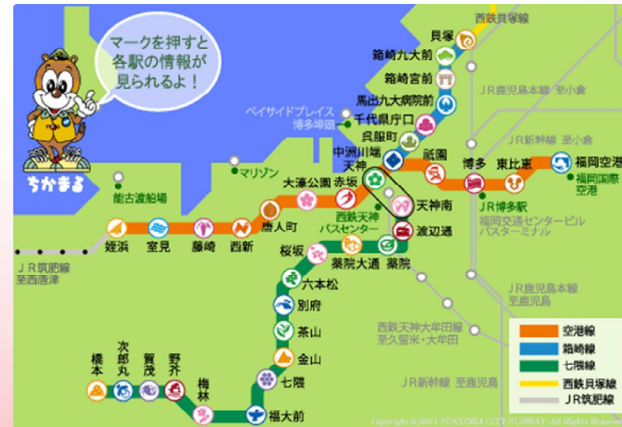 マークを押すと
各駅の情報が
見られるよ!
ちかまる
西鉄貝塚線
貝塚
箱崎九大前
箱崎宮前
馬出九大病院前
千代県庁口
呉服町
中洲川端
天神
祇園
博多
東比恵
福岡空港
福岡国際
空港
JR鹿児島本線 至小倉
JR新幹線 至小倉
ベイサイドプレイス
博多埠頭
マリゾン
能古渡船場
大濠公園
赤坂
西鉄天神
バスセンター
天神南
渡辺通
JR博多駅
福岡交通センタービル
バスターミナル
姪浜
室見
藤崎
西新
唐人町
JR筑肥線
至西唐津
桜坂
薬院大通
薬院
六本松
別府
茶山
金山
七隈
福大前
梅林
野芥
賀茂
次郎丸
橋本
JR鹿児島本線
至鹿児島
西鉄天神大牟田線
至久留米・大牟田
JR新幹線 至鹿児島
空港線
箱崎線
七隈線
西鉄貝塚線
JR筑肥線
Copyright ©2011 FUKUOKA CITY SUBWAY. All Rights Reserved.